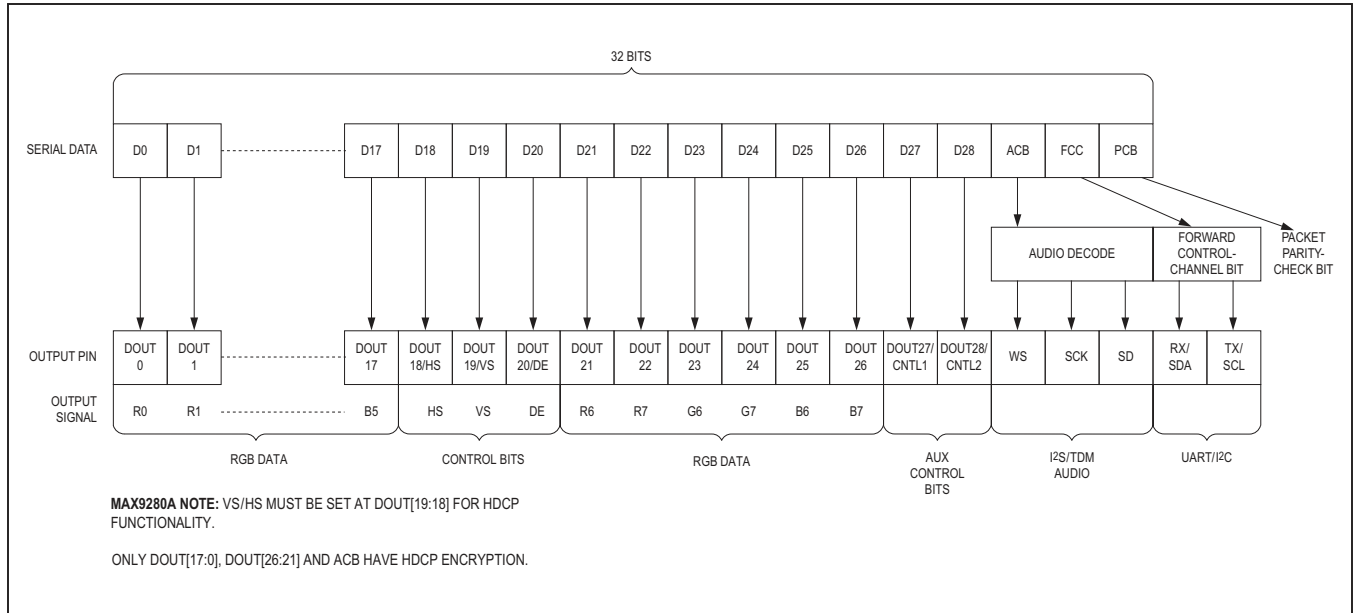 32 BITS
SERIAL DATA D0 D1 D17 D18 D19 D20 D21 D22 D23 D24 D25 D26 D27 D28 ACB FCC PCB
AUDIO DECODE
FORWARD
CONTROL-
CHANNEL BIT
PACKET
PARITY-
CHECK BIT
OUTPUT PIN
DOUT
0
DOUT
1
DOUT
17
DOUT
18/HS
DOUT
19/VS
DOUT
20/DE
DOUT
21
DOUT
22
DOUT
23
DOUT
24
DOUT
25
DOUT
26
DOUT27/
CNTL1
DOUT28/
CNTL2
WS
SCK
SD
RX/
SDA
TX/
SCL
OUTPUT
SIGNAL
R0 R1 B5 HS VS DE R6 R7 G6 G7 B6 B7
RGB DATA
CONTROL BITS
RGB DATA
AUX
CONTROL
BITS
I2S/TDM
AUDIO
UART/I2C
MAX9280A NOTE: VS/HS MUST BE SET AT DOUT[19:18] FOR HDCP
FUNCTIONALITY.
ONLY DOUT[17:0], DOUT[26:21] AND ACB HAVE HDCP ENCRYPTION.